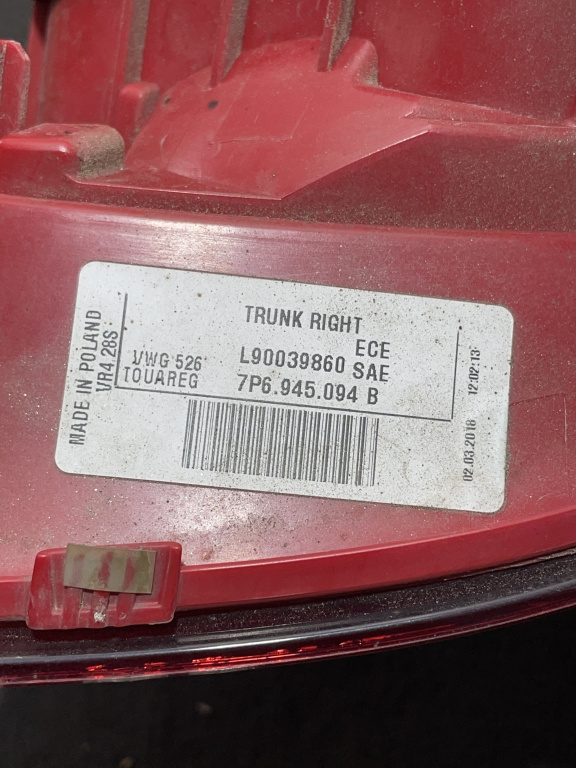 MADE IN POLAND
VR4.28S
TRUNK RIGHT
VWG 526
TOUAREG
L90039860
ECE
SAE
7P6.945.094 B
02.03.2018 12:02:13